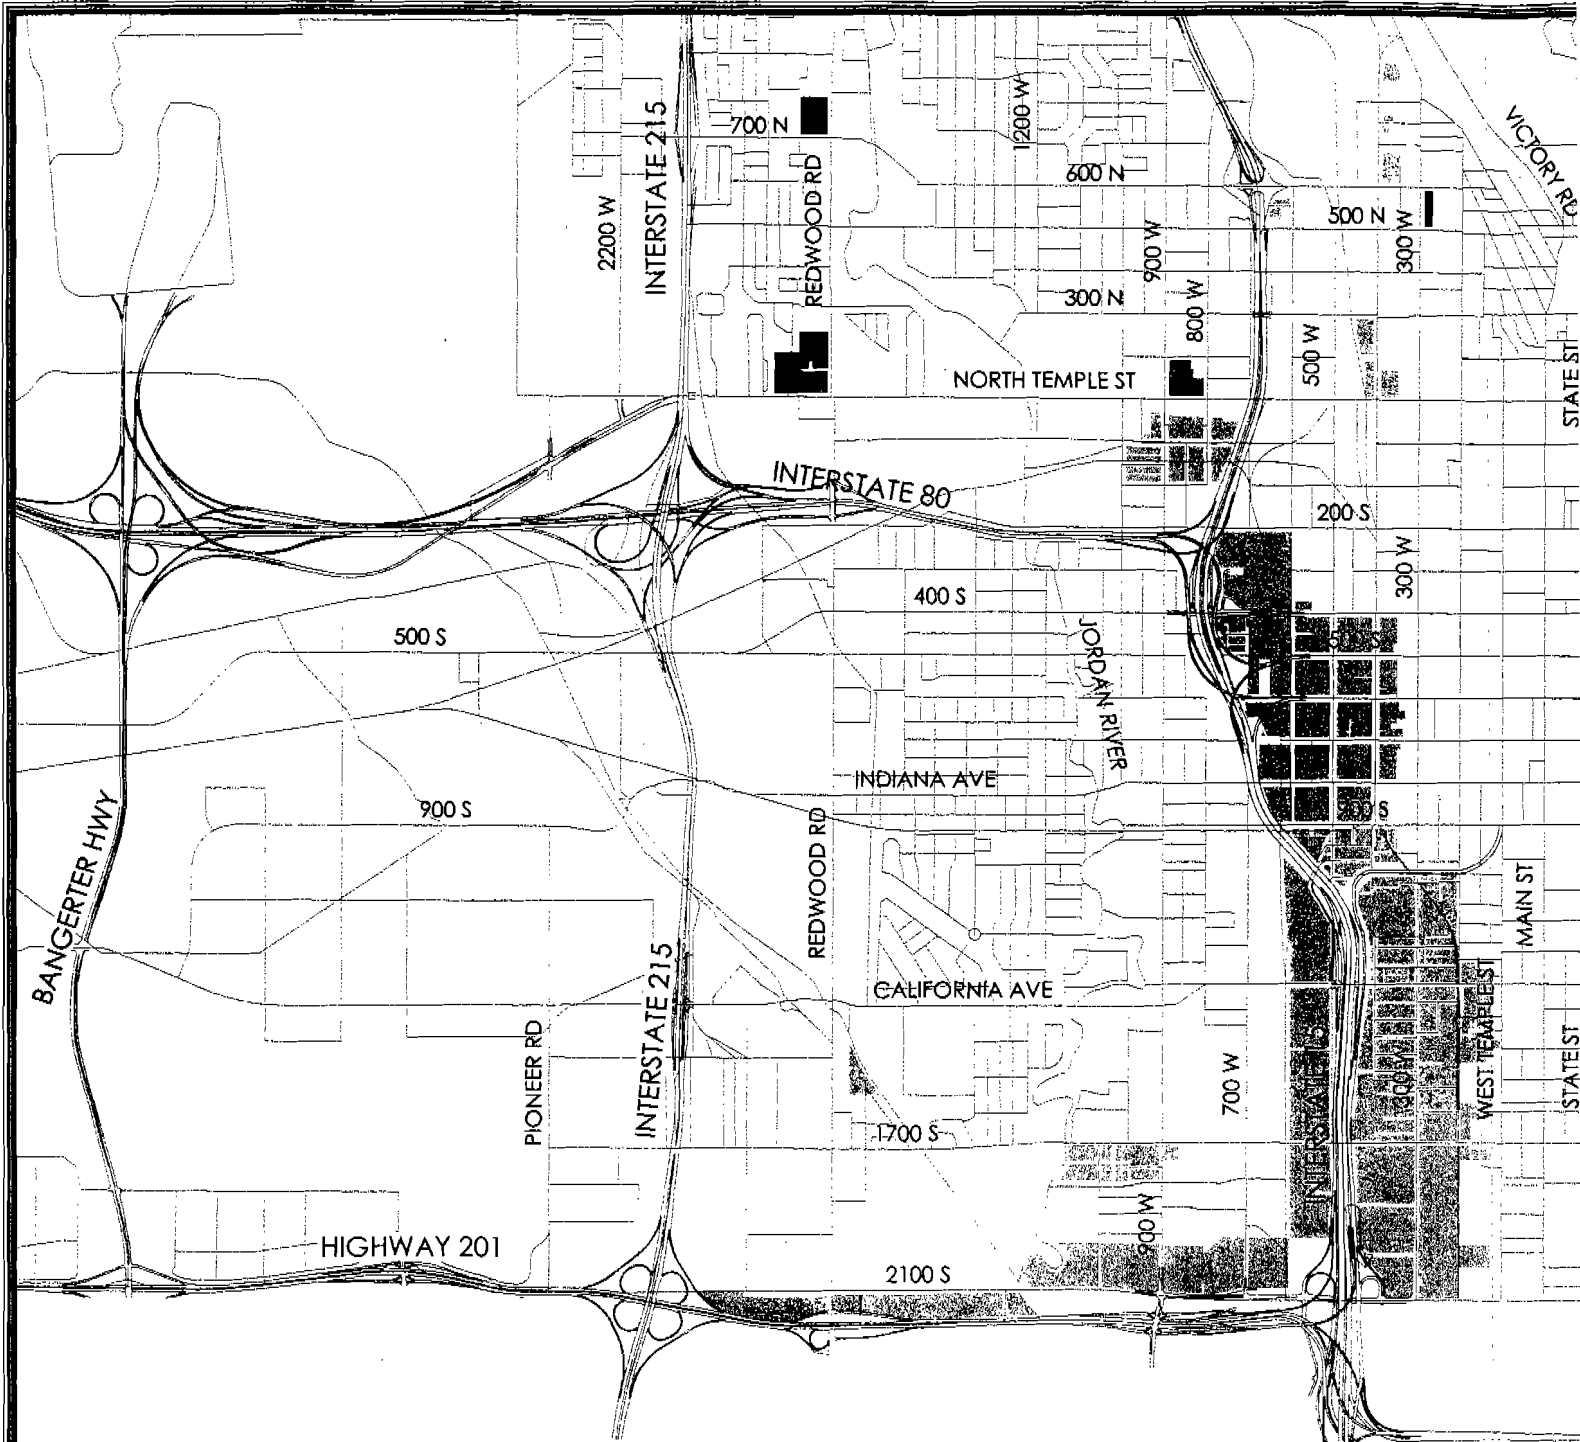 INTERSTATE 215
700 N
REDWOOD RD
1200 W
VICTORY RD
600 N
2200 W
500 N
300 W
900 W
300 N
800 W
500 W
STATE ST
NORTH TEMPLE ST
INTERSTATE 80
200 S
300 W
400 S
500 S
JORDAN RIVER
500 S
INDIANA AVE
BANGERTER HWY
900 S
REDWOOD RD
900 S
MAIN ST
INTERSTATE 215
CALIFORNIA AVE
WEST TEMPLE ST
PIONEER RD
700 W
INTERSTATE 15
300 W
STATE ST
1700 S
900 W
HIGHWAY 201
2100 S